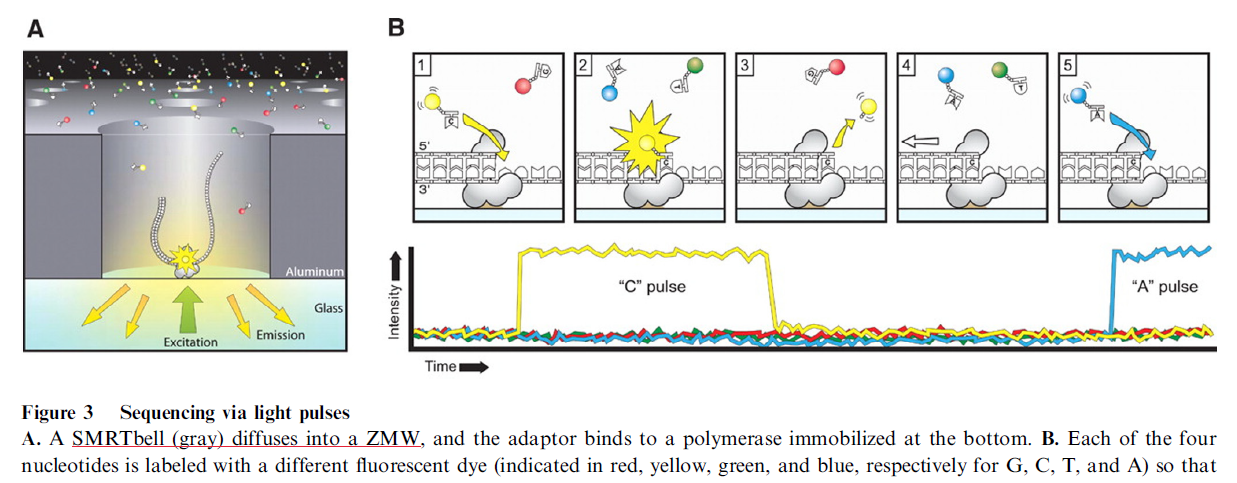 A
Aluminum
Glass
Excitation
Emission
B
1
2
3
4
5
C
G
A
T
G
A
T
A
5'
3'
C
C
C
C
Intensity
"C" pulse
"A" pulse
Time
Figure 3 Sequencing via light pulses
A. A SMRTbell (gray) diffuses into a ZMW, and the adaptor binds to a polymerase immobilized at the bottom. B. Each of the four
nucleotides is labeled with a different fluorescent dye (indicated in red, yellow, green, and blue, respectively for G, C, T, and A) so that